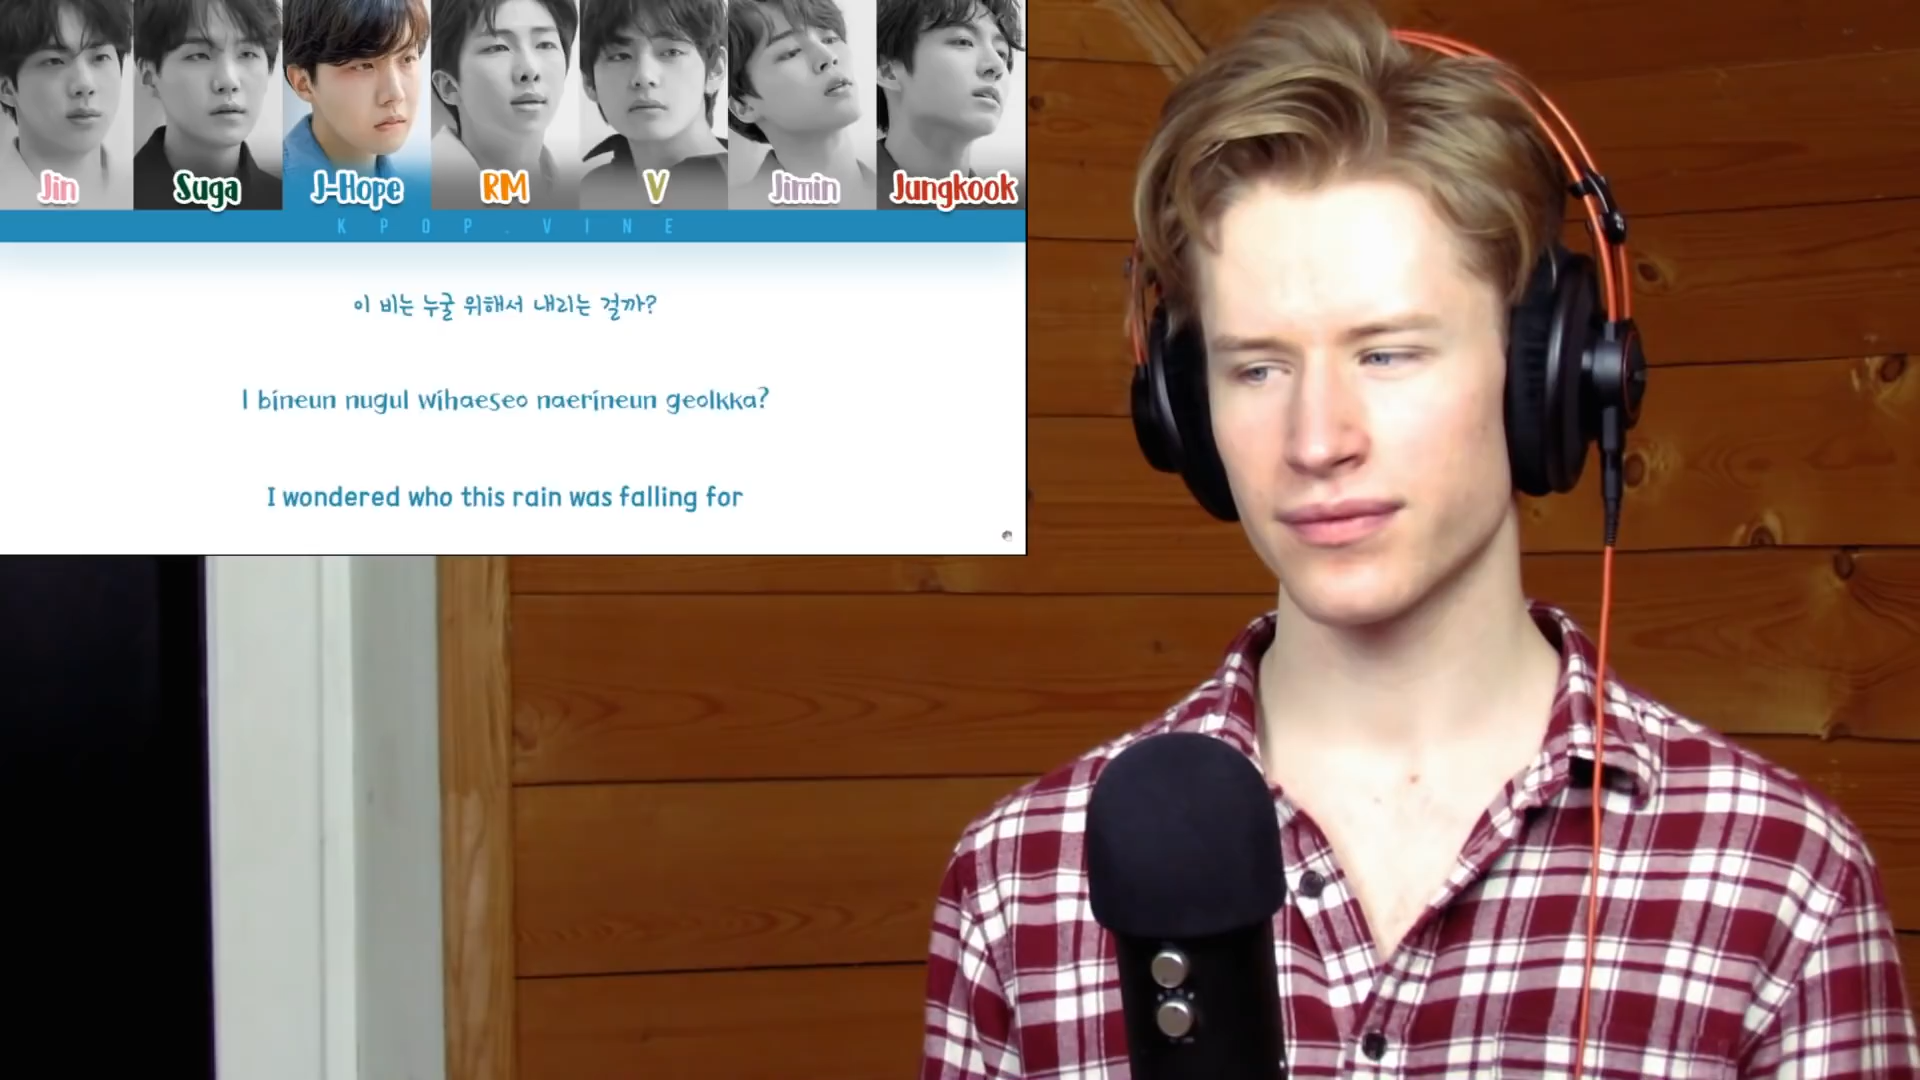 Jin Suga J-Hope RM V Jimin Jungkook
KPOP.VINE
이 비는 누굴 위해서 내리는 걸까?
I bineun nugul wihaeseo naerineun geolkka?
I wondered who this rain was falling for